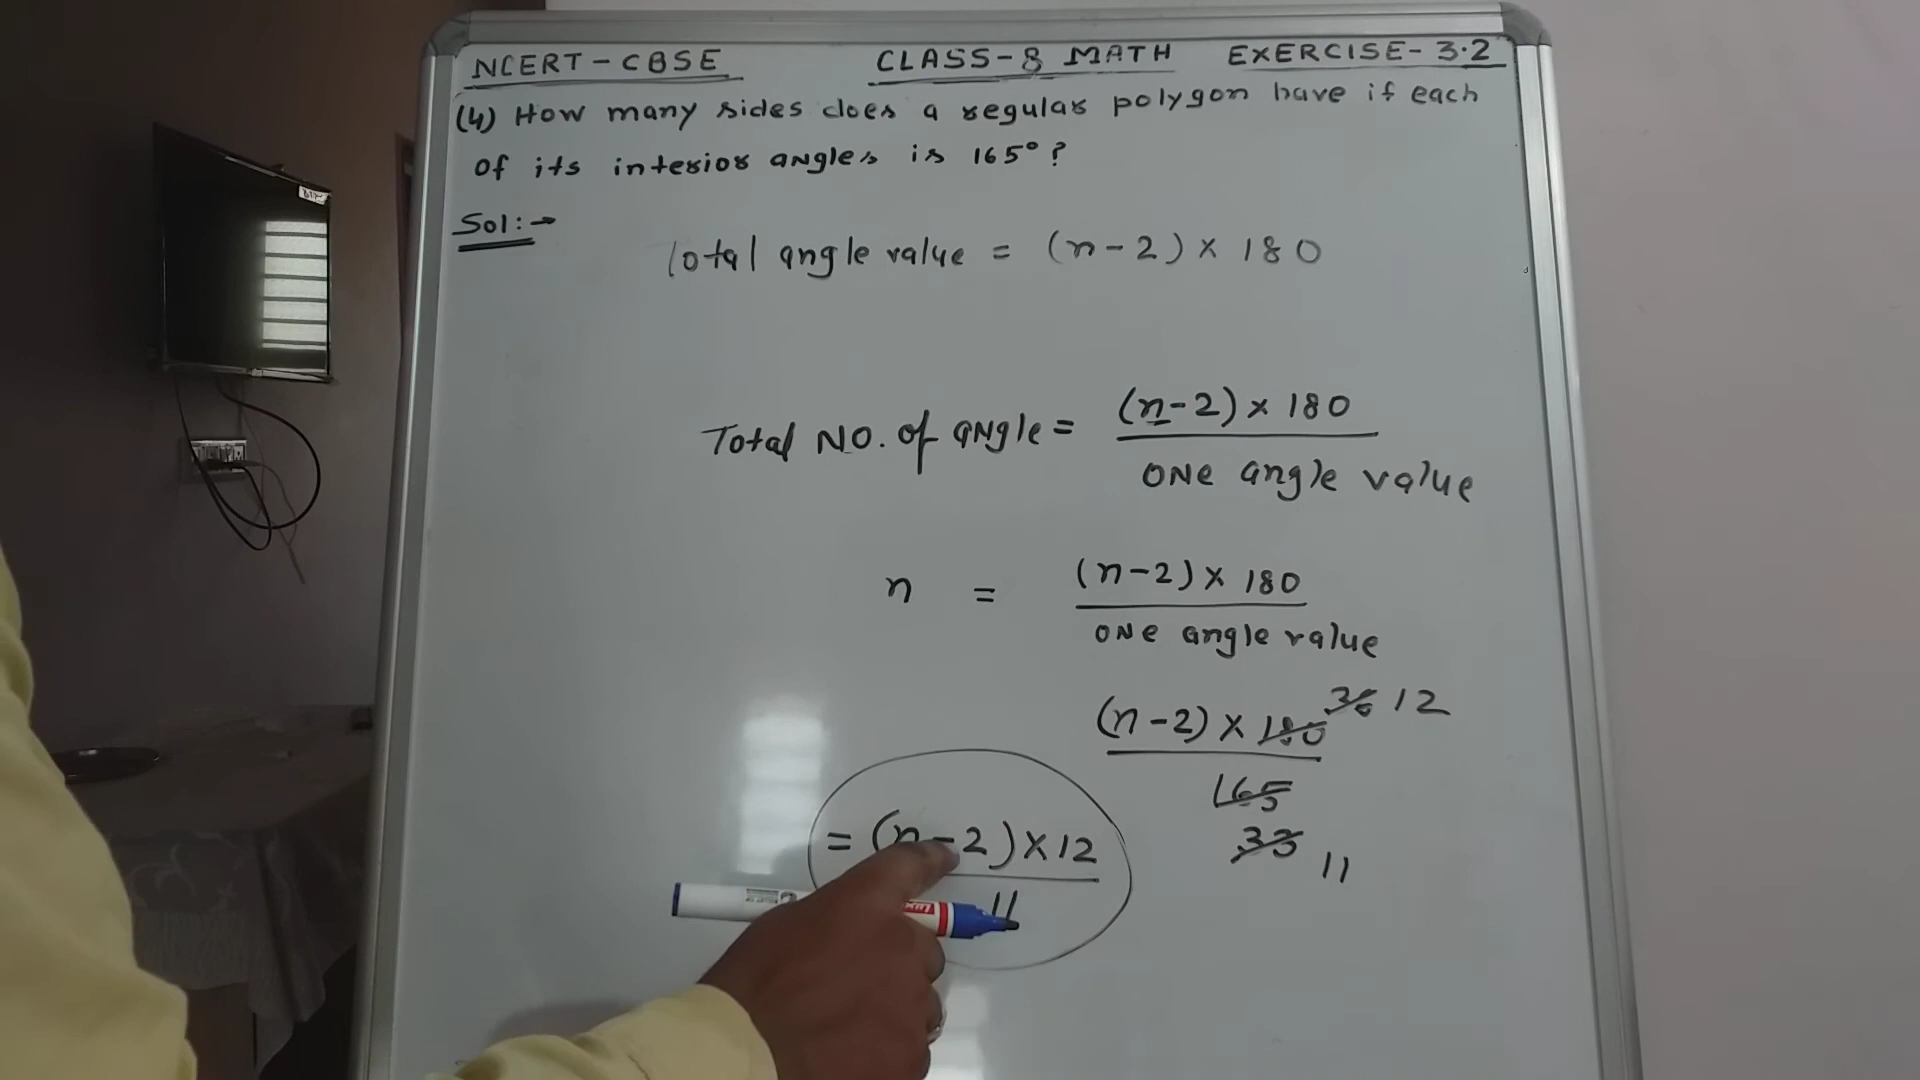 NCERT-CBSE CLASS-8 MATH EXERCISE-3.2
(4) How many sides does a regular polygon have if each
of its interior angles is 165°?
Sol:→
Total angle value = (n-2) × 180
Total NO. of angle = (n-2) × 180
ONE angle value
n = (n-2) × 180
ONE angle value
(n-2) × 180 36 12
165
33 11
= (n-2) × 12
11